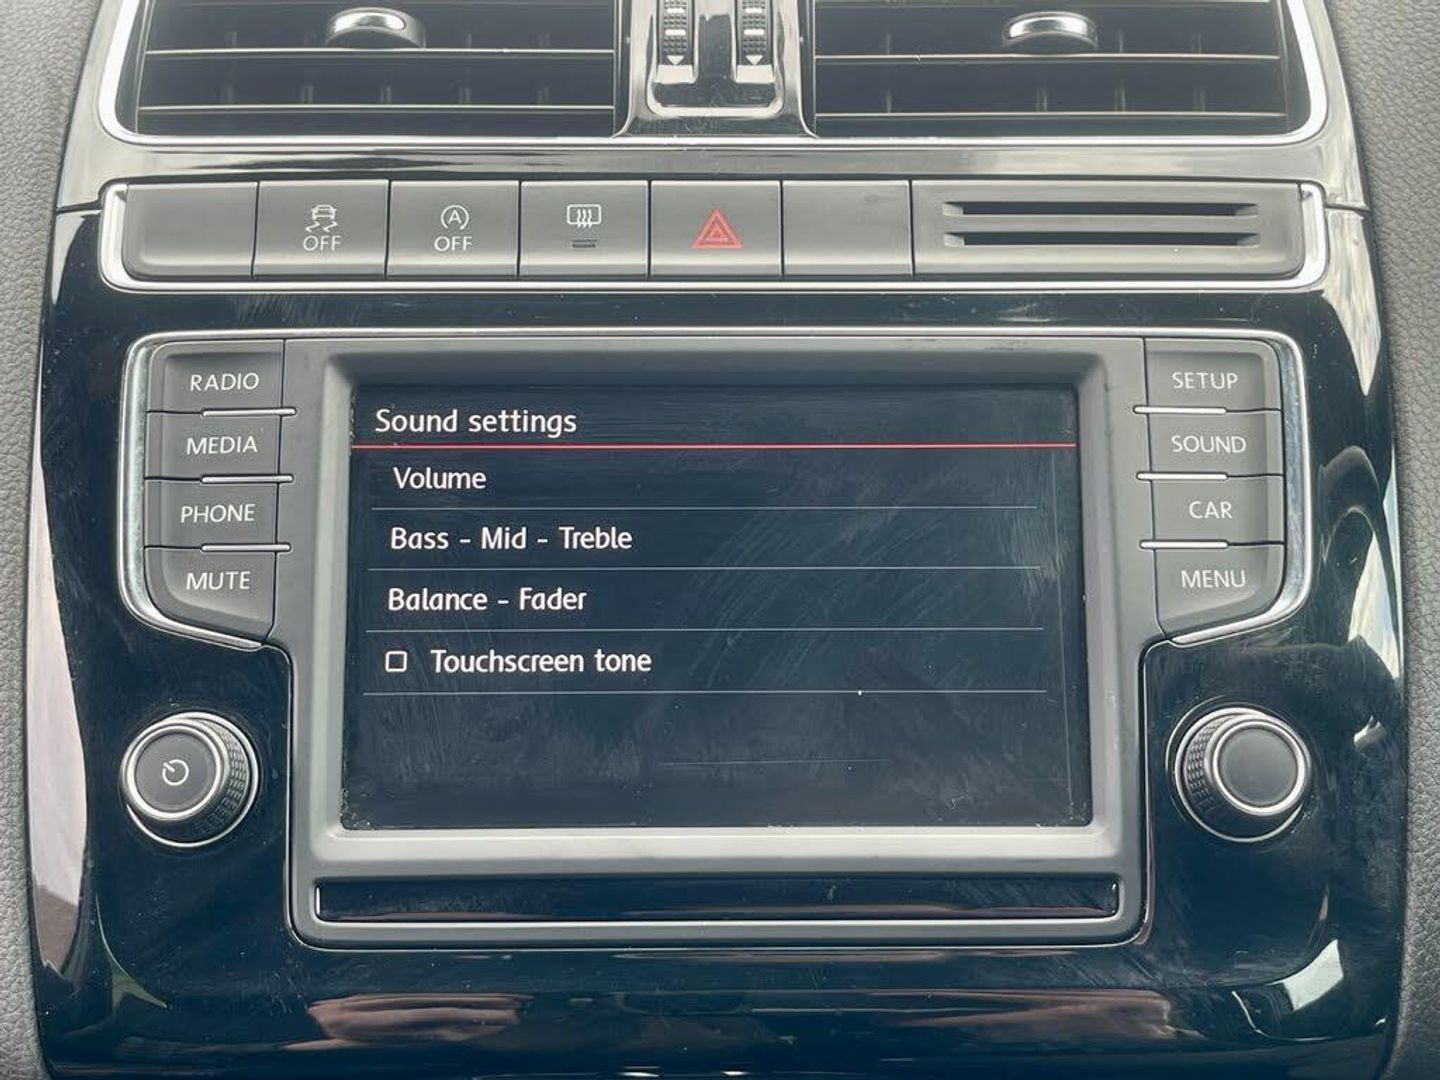 OFF
A
OFF
RADIO
MEDIA
PHONE
MUTE
Sound settings
Volume
Bass - Mid - Treble
Balance - Fader
Touchscreen tone
SETUP
SOUND
CAR
MENU